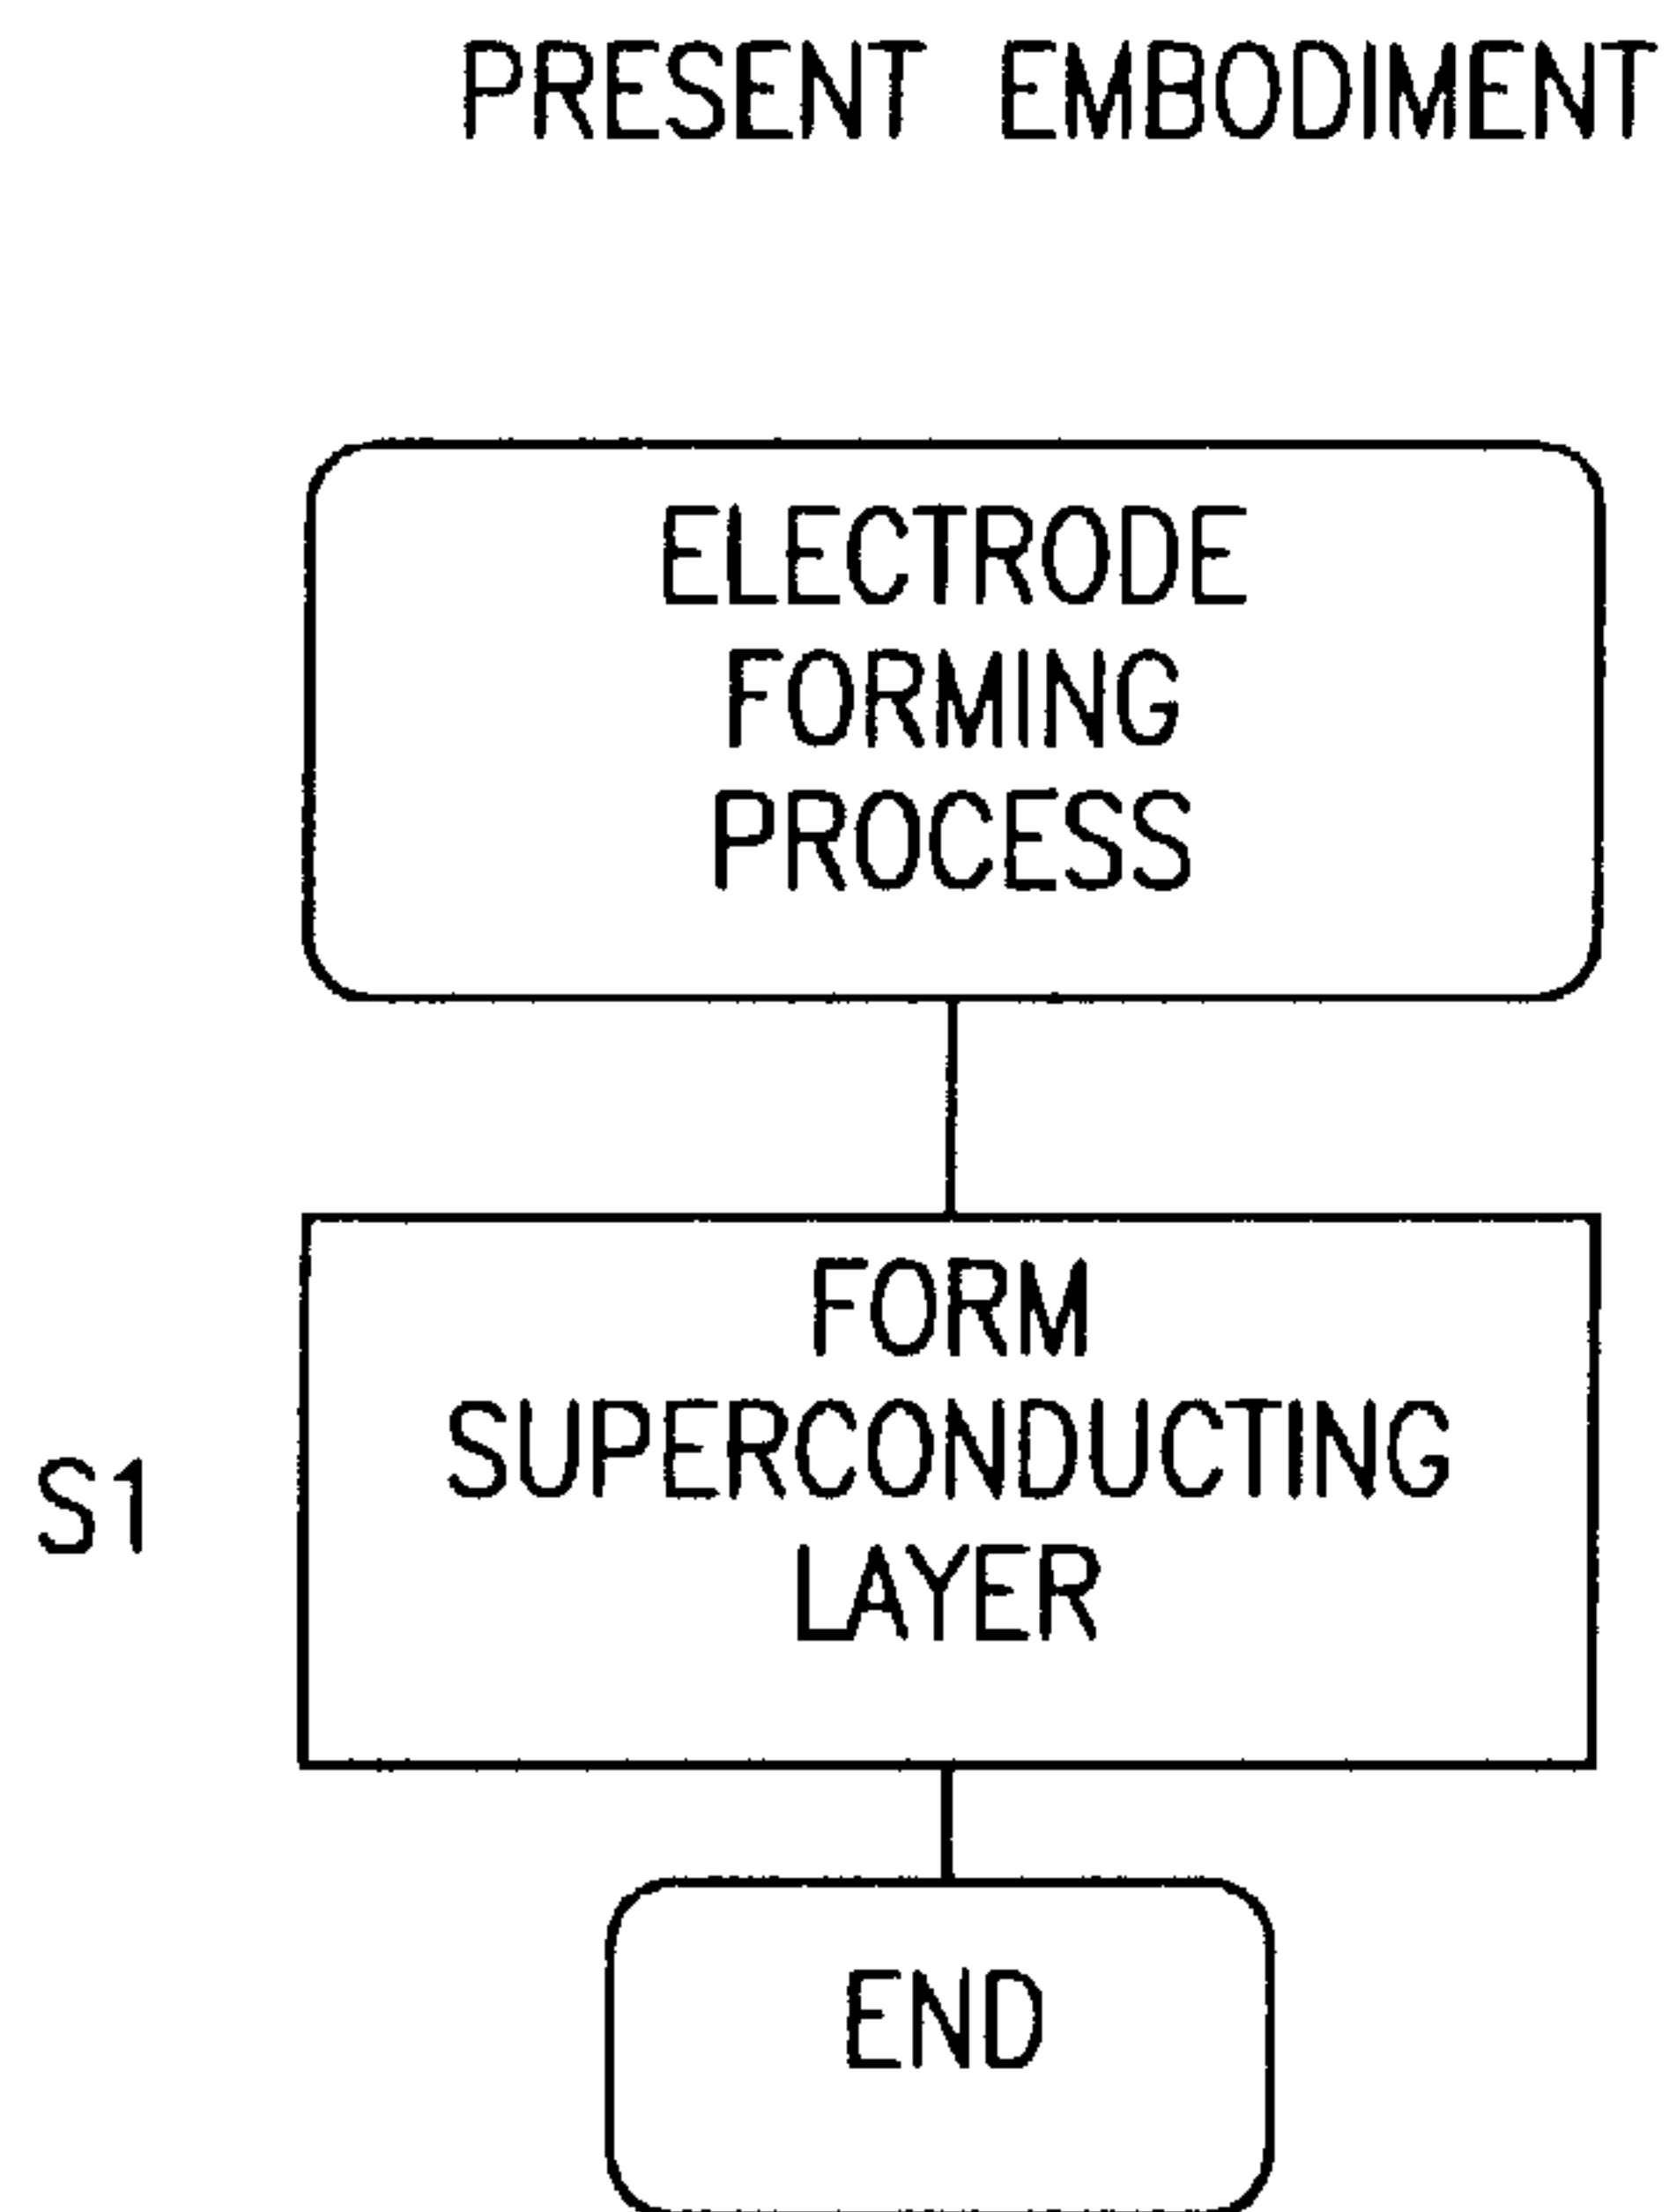 PRESENT EMBODIMENT
ELECTRODE
FORMING
PROCESS
FORM
SUPERCONDUCTING
LAYER
S1
END